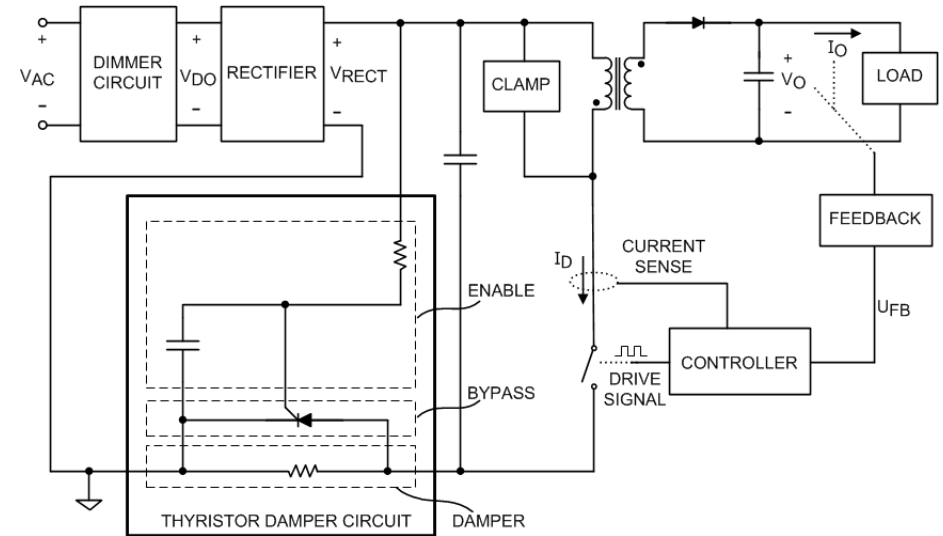 +
VAC
-
DIMMER
CIRCUIT
+
VDO
-
RECTIFIER
+
VRECT
-
CLAMP
+
VO
-
IO
LOAD
FEEDBACK
UFB
ID
CURRENT
SENSE
CONTROLLER
DRIVE
SIGNAL
ENABLE
BYPASS
DAMPER
THYRISTOR DAMPER CIRCUIT